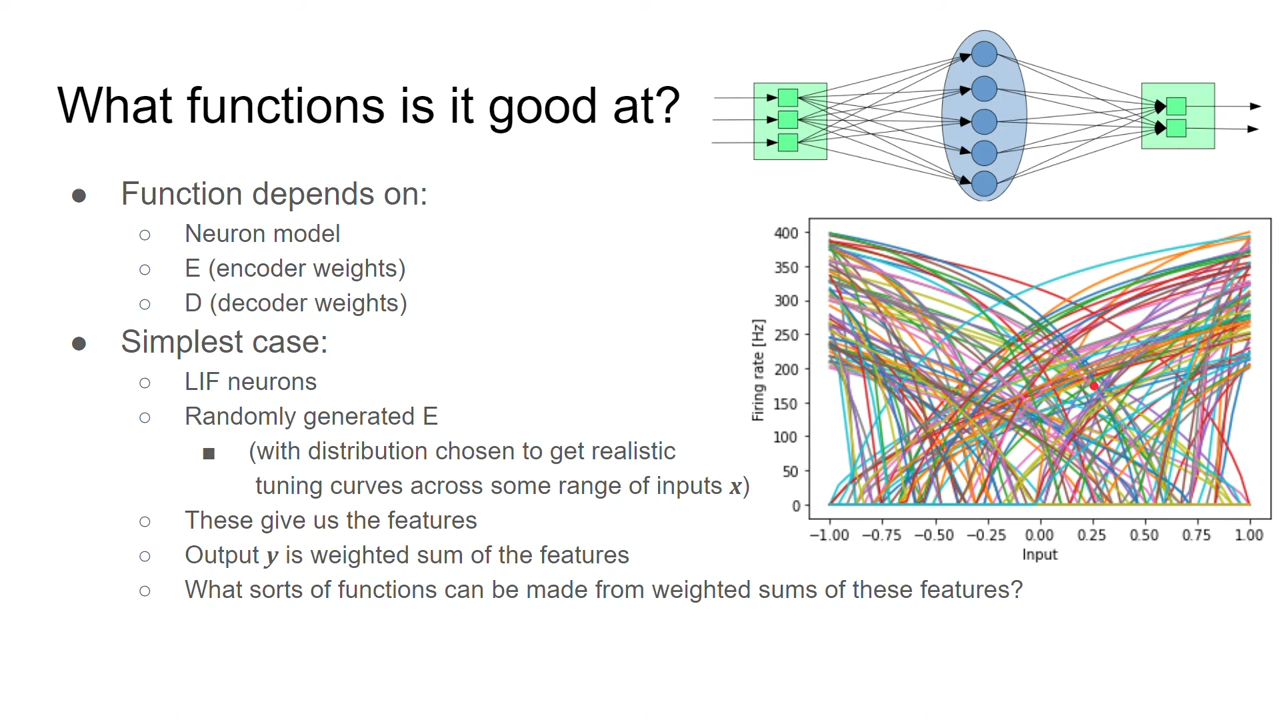 What functions is it good at?
● Function depends on:
○ Neuron model
○ E (encoder weights)
○ D (decoder weights)
● Simplest case:
○ LIF neurons
○ Randomly generated E
■ (with distribution chosen to get realistic
tuning curves across some range of inputs x)
○ These give us the features
○ Output y is weighted sum of the features
○ What sorts of functions can be made from weighted sums of these features?
Firing rate [Hz]
400
350
300
250
200
150
100
50
0
−1.00 −0.75 −0.50 −0.25 0.00 0.25 0.50 0.75 1.00
Input